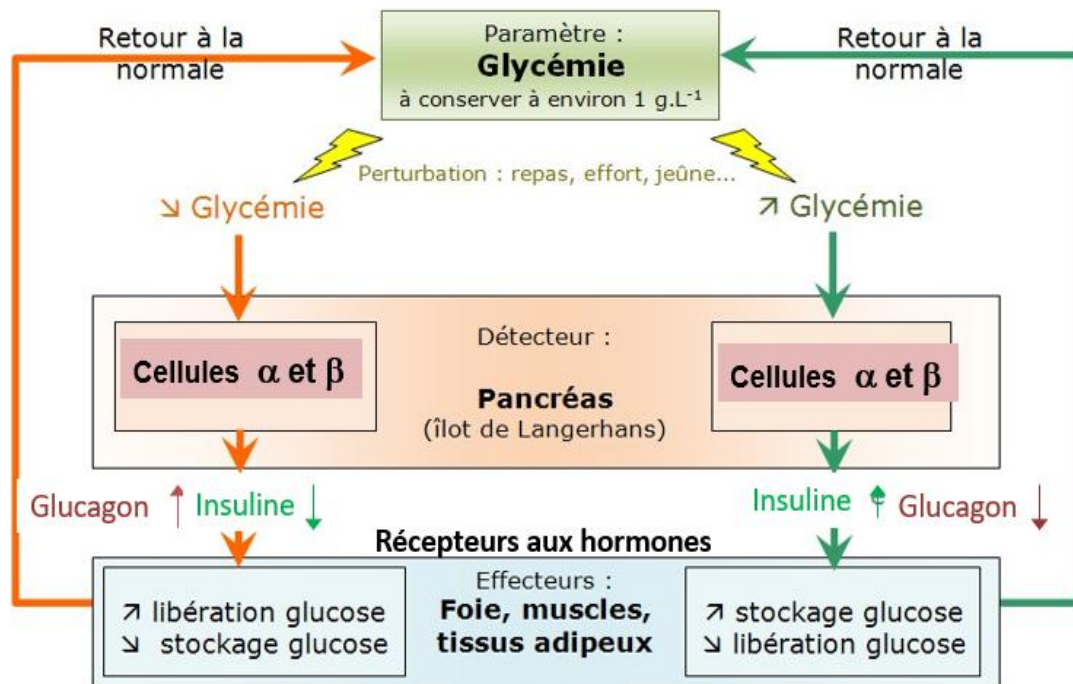 Retour à la
normale
Paramètre :
Glycémie
à conserver à environ 1 g.L⁻¹
Retour à la
normale
Perturbation : repas, effort, jeûne...
↘ Glycémie
↗ Glycémie
Détecteur :
Cellules α et β
Pancréas
(îlot de Langerhans)
Cellules α et β
Glucagon ↑ Insuline ↓
Insuline ↑ Glucagon ↓
Récepteurs aux hormones
Effecteurs :
Foie, muscles,
tissus adipeux
↗ libération glucose
↘ stockage glucose
↗ stockage glucose
↘ libération glucose